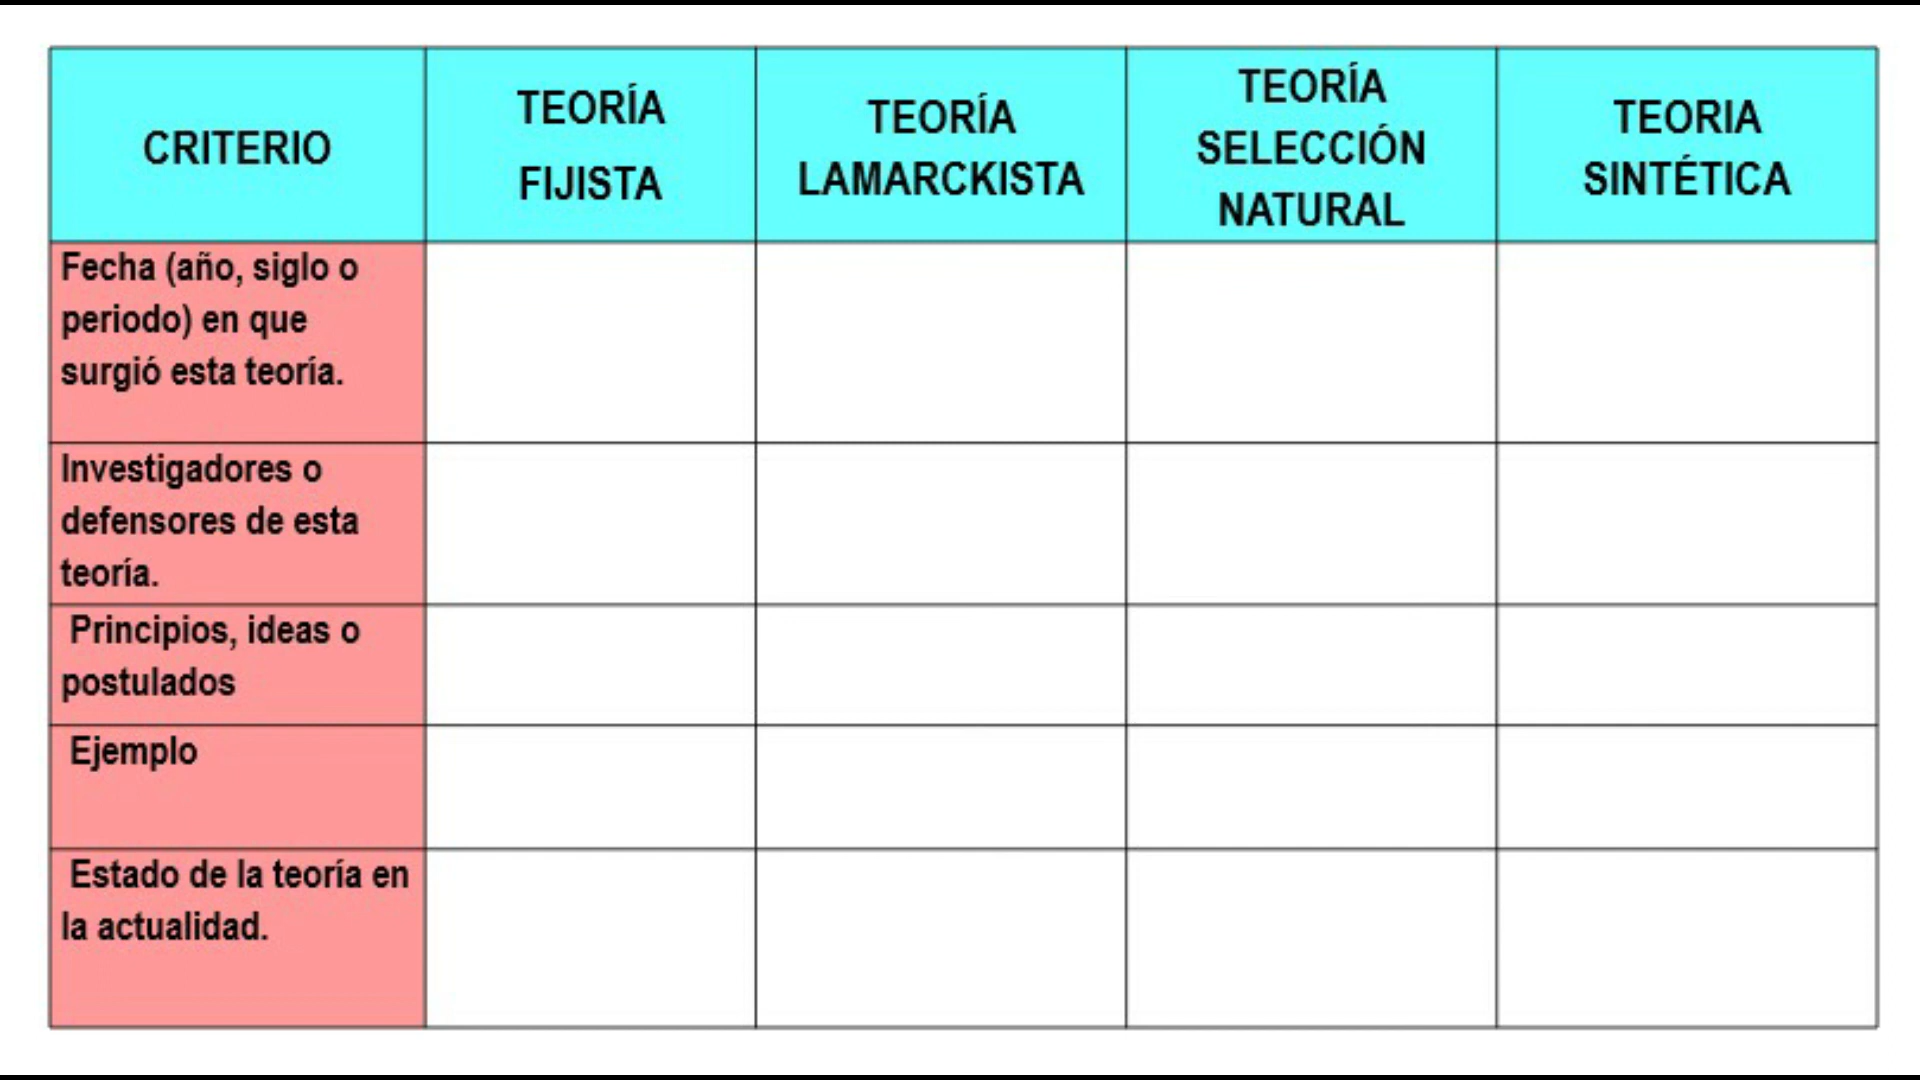 CRITERIO
TEORÍA
FIJISTA
TEORÍA
LAMARCKISTA
TEORÍA
SELECCIÓN
NATURAL
TEORIA
SINTÉTICA
Fecha (año, siglo o
periodo) en que
surgió esta teoría.
Investigadores o
defensores de esta
teoría.
Principios, ideas o
postulados
Ejemplo
Estado de la teoría en
la actualidad.